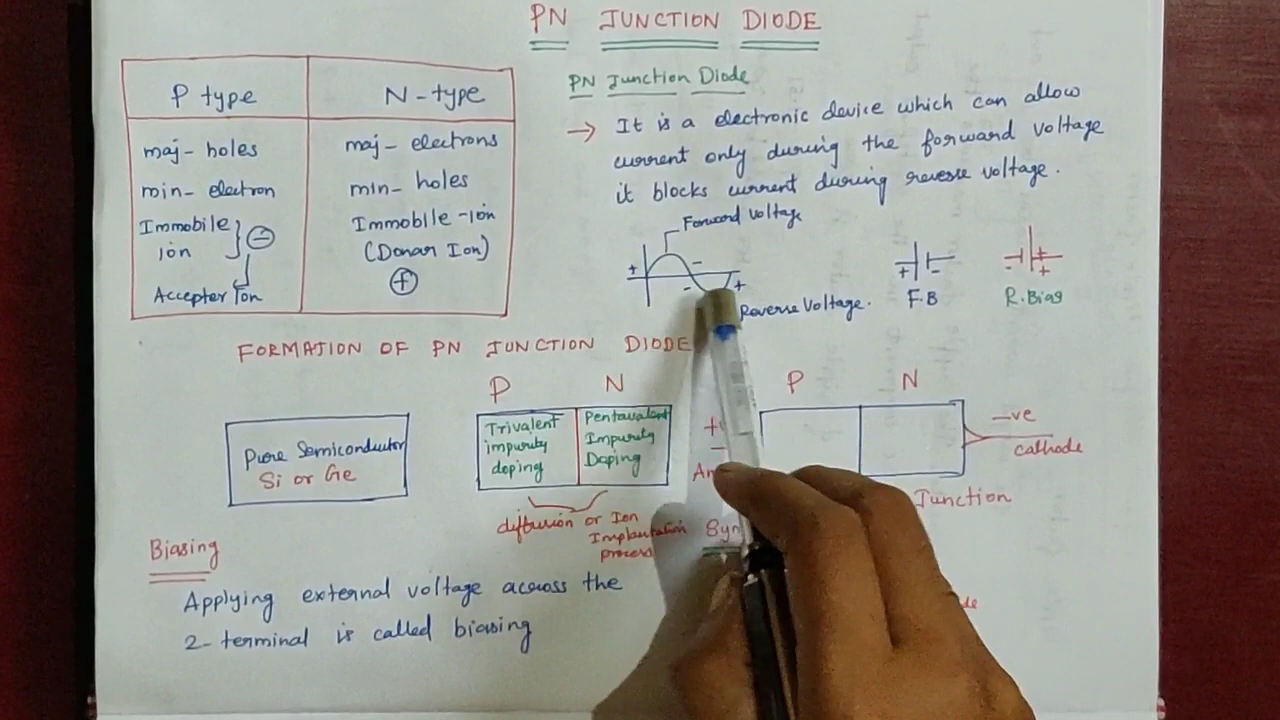 PN JUNCTION DIODE
P type
N-type
maj- holes
maj- electrons
min- electron
min- holes
Immobile ion
Immobile-ion
(Donar Ion)
Accepter Ion
PN Junction Diode
→ It is a electronic device which can allow
current only during the forward voltage
it blocks current during reverse voltage.
Forward Voltage
Reverse Voltage.
+
-
-
+
+ -
F.B
- +
+
R.Bias
FORMATION OF PN JUNCTION DIODE
P N
Pure Semiconductor
Si or Ge
Trivalent
impurity
doping
Pentavalent
Impurity
Doping
diffusion or Ion
Implantation
process
P N
-ve
cathode
Junction
Biasing
Applying external voltage across the
2-terminal is called biasing